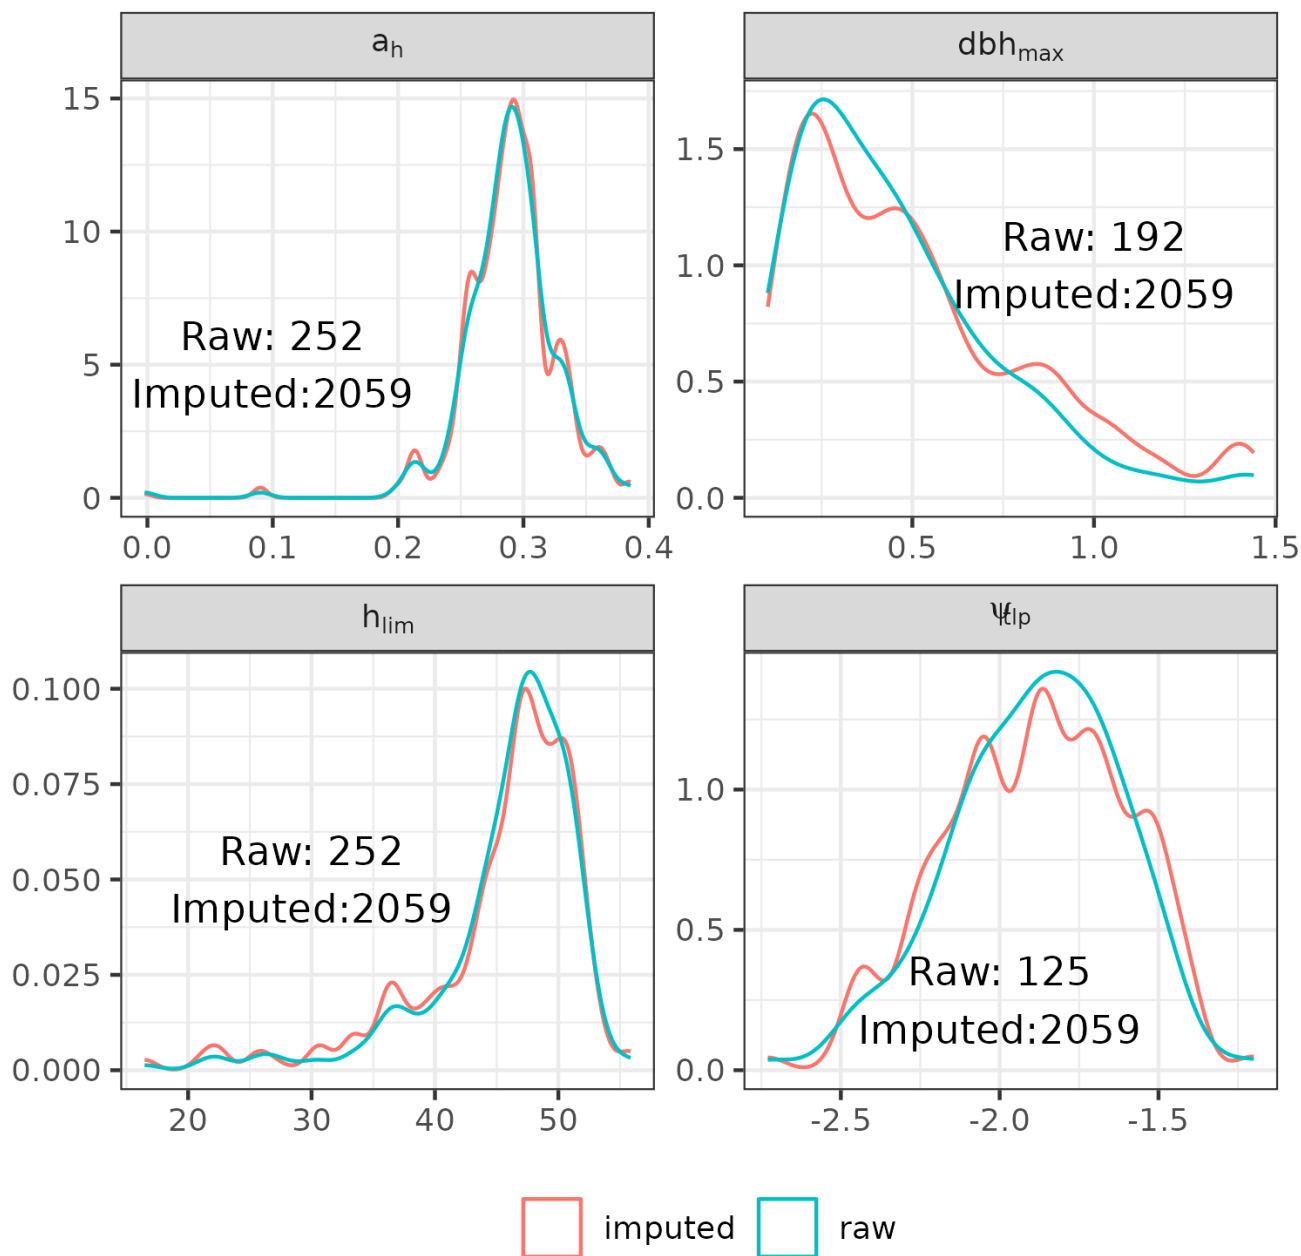 a_h
dbh_max
15
10
5
0
Raw: 252
Imputed:2059
0.0 0.1 0.2 0.3 0.4
1.5
1.0
0.5
0.0
Raw: 192
Imputed:2059
0.5 1.0 1.5
h_lim
ψ_tlp
0.100
0.075
0.050
0.025
0.000
Raw: 252
Imputed:2059
20 30 40 50
1.0
0.5
0.0
Raw: 125
Imputed:2059
-2.5 -2.0 -1.5
imputed raw